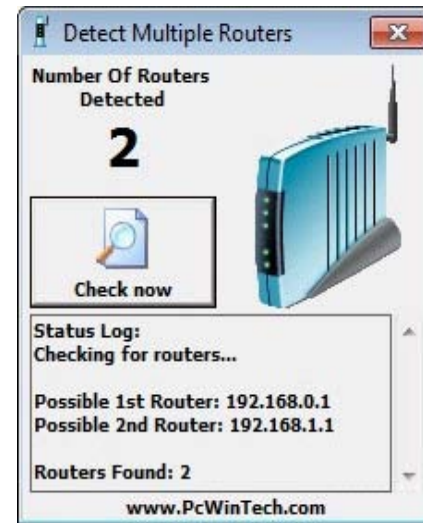 Detect Multiple Routers
Number Of Routers
Detected
2
Check now
Status Log:
Checking for routers...
Possible 1st Router: 192.168.0.1
Possible 2nd Router: 192.168.1.1
Routers Found: 2
www.PcWinTech.com